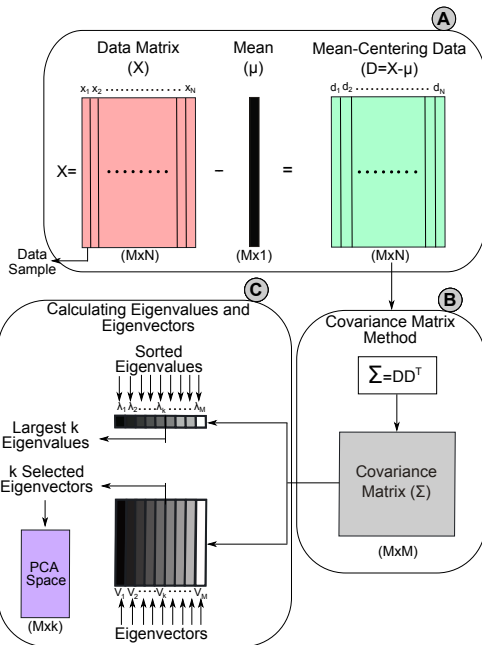 A
Data Matrix
(X)
Mean
(μ)
Mean-Centering Data
(D=X-μ)
x1 x2 .................. xN
d1 d2 .................. dN
X=
........
−
=
........
Data
Sample
(MxN)
(Mx1)
(MxN)
B
Covariance Matrix
Method
Σ=DDᵀ
Covariance
Matrix (Σ)
(MxM)
C
Calculating Eigenvalues and
Eigenvectors
Sorted
Eigenvalues
λ1 λ2 ..... λk ...... λM
Largest k
Eigenvalues
k Selected
Eigenvectors
PCA
Space
(Mxk)
V1 V2 ..... Vk ...... VM
Eigenvectors